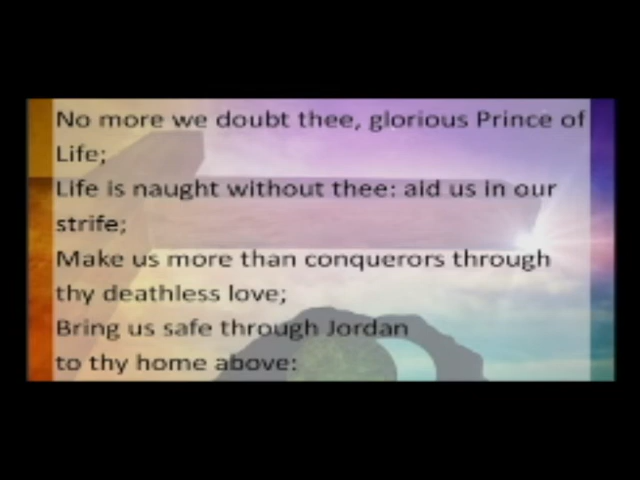 No more we doubt thee, glorious Prince of
Life;
Life is naught without thee: aid us in our
strife;
Make us more than conquerors through
thy deathless love;
Bring us safe through Jordan
to thy home above: